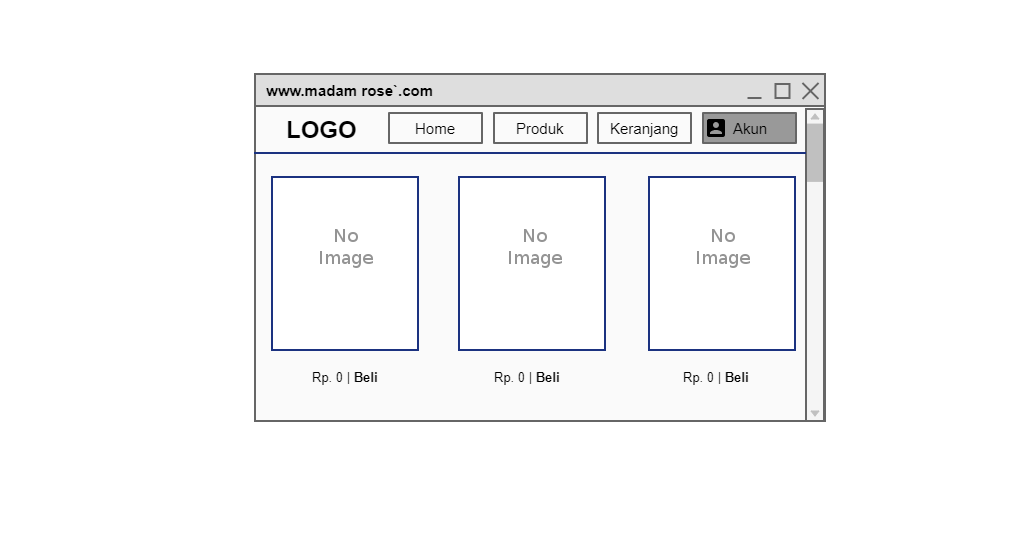 www.madam rose`.com
LOGO Home Produk Keranjang Akun
No Image No Image No Image
Rp. 0 | Beli Rp. 0 | Beli Rp. 0 | Beli